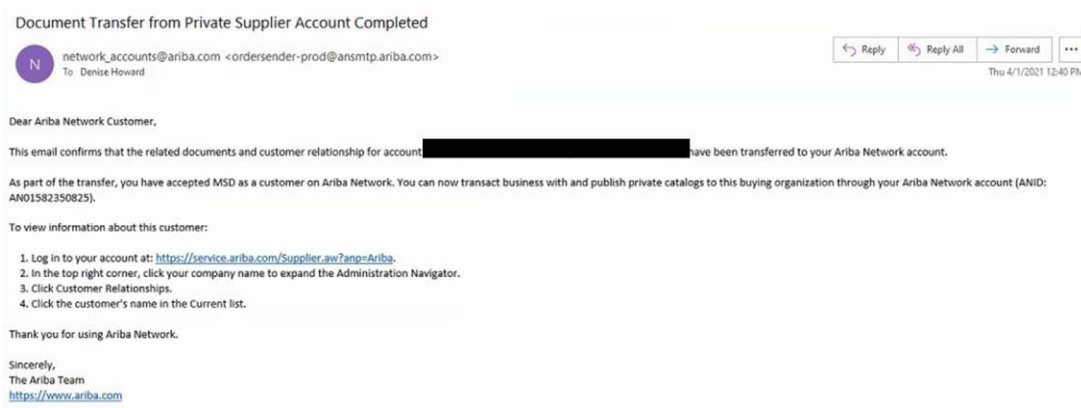 Document Transfer from Private Supplier Account Completed
N
network_accounts@ariba.com <ordersender-prod@ansmtp.ariba.com>
To Denise Howard
Reply
Reply All
Forward
...
Thu 4/1/2021 12:40 PM
Dear Ariba Network Customer,
This email confirms that the related documents and customer relationship for account have been transferred to your Ariba Network account.
As part of the transfer, you have accepted MSD as a customer on Ariba Network. You can now transact business with and publish private catalogs to this buying organization through your Ariba Network account (ANID:
AN01582350825).
To view information about this customer:
1. Log in to your account at: https://service.ariba.com/Supplier.aw?anp=Ariba.
2. In the top right corner, click your company name to expand the Administration Navigator.
3. Click Customer Relationships.
4. Click the customer's name in the Current list.
Thank you for using Ariba Network.
Sincerely,
The Ariba Team
https://www.ariba.com